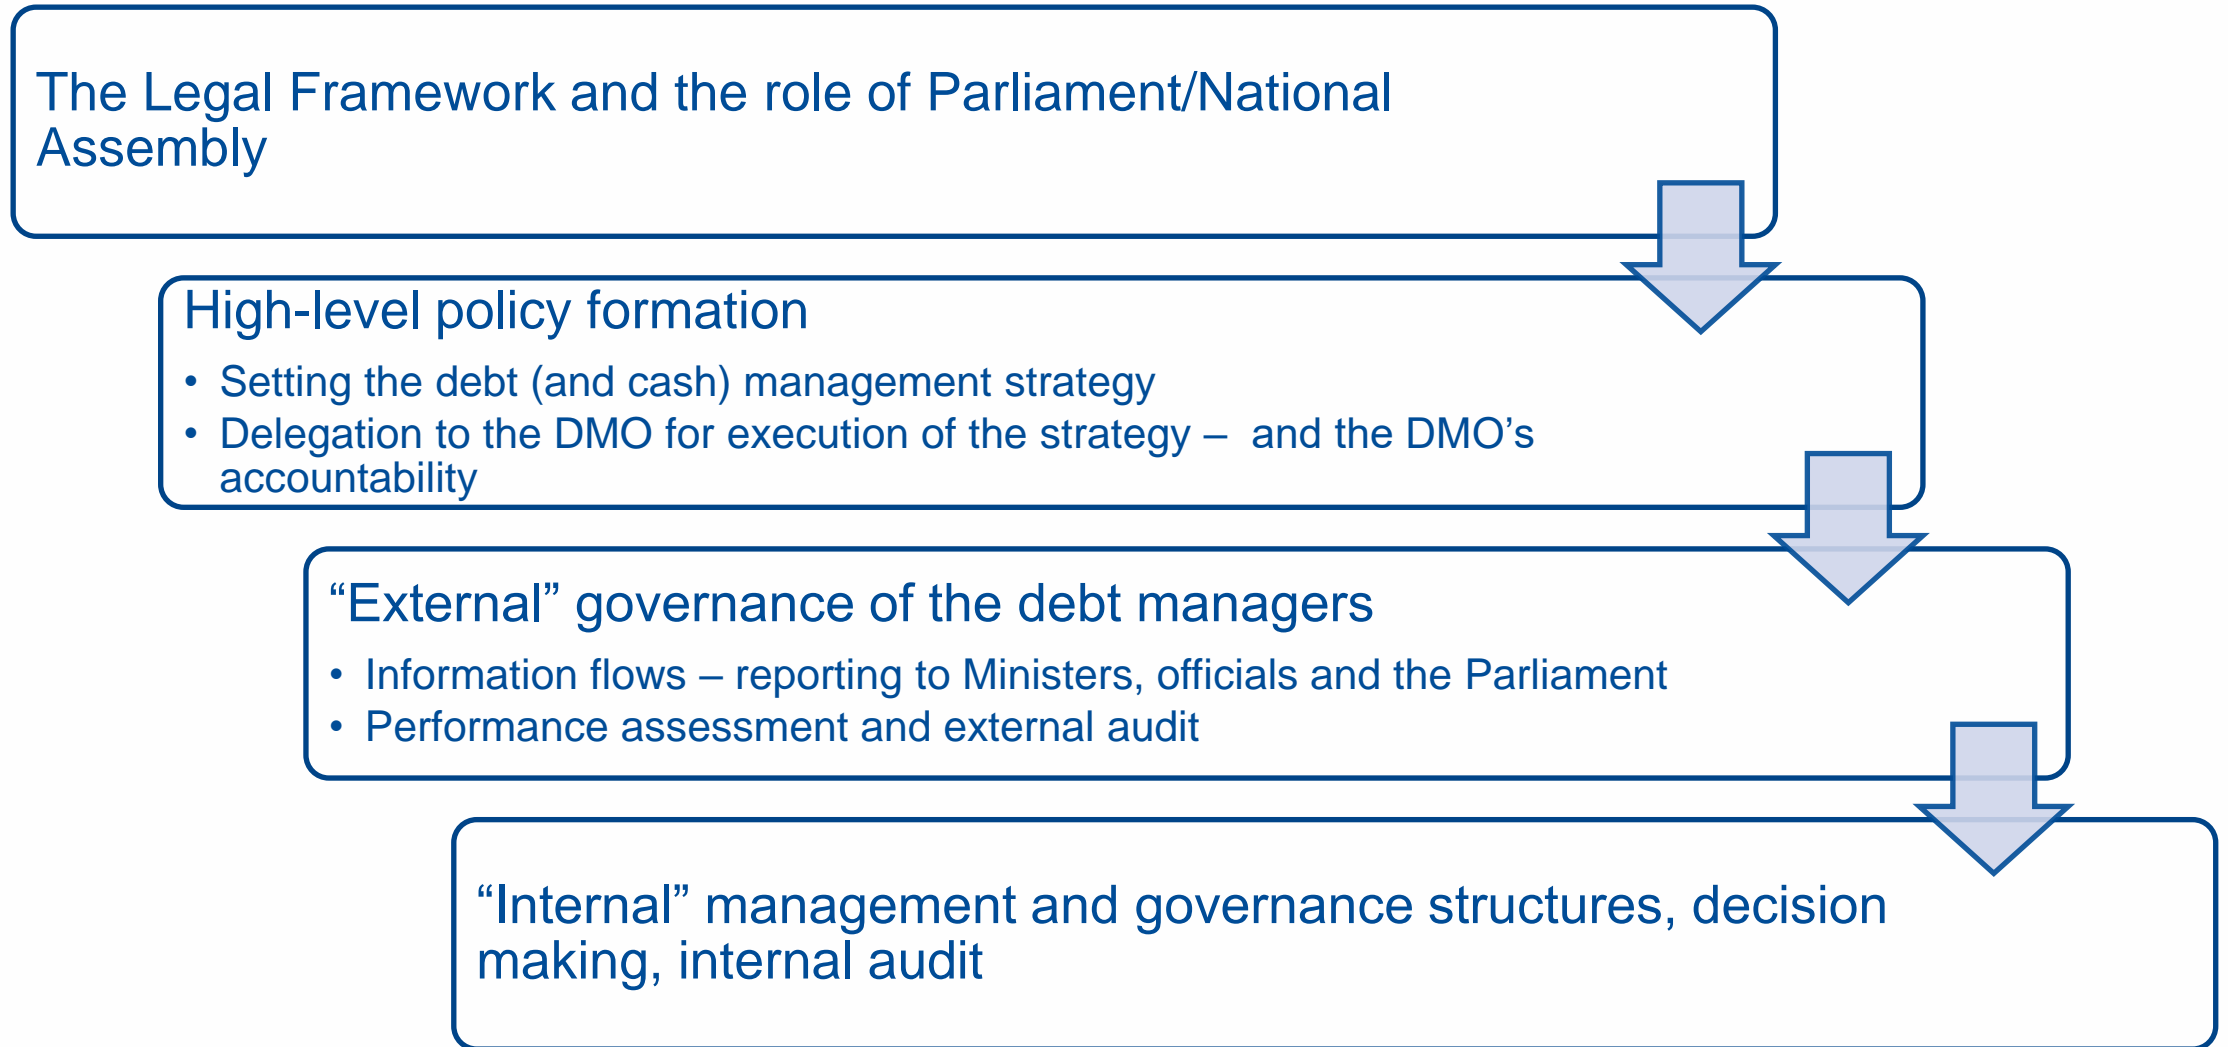 The Legal Framework and the role of Parliament/National
Assembly
High-level policy formation
• Setting the debt (and cash) management strategy
• Delegation to the DMO for execution of the strategy –  and the DMO’s
accountability
“External” governance of the debt managers
• Information flows – reporting to Ministers, officials and the Parliament
• Performance assessment and external audit
“Internal” management and governance structures, decision
making, internal audit